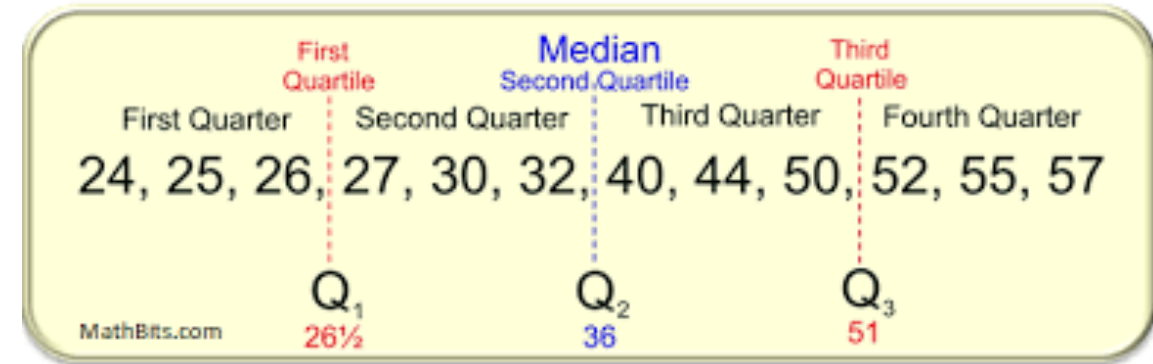 First
Quartile
Median
Second Quartile
Third
Quartile
First Quarter
Second Quarter
Third Quarter
Fourth Quarter
24, 25, 26, 27, 30, 32, 40, 44, 50, 52, 55, 57
Q₁
26½
Q₂
36
Q₃
51
MathBits.com